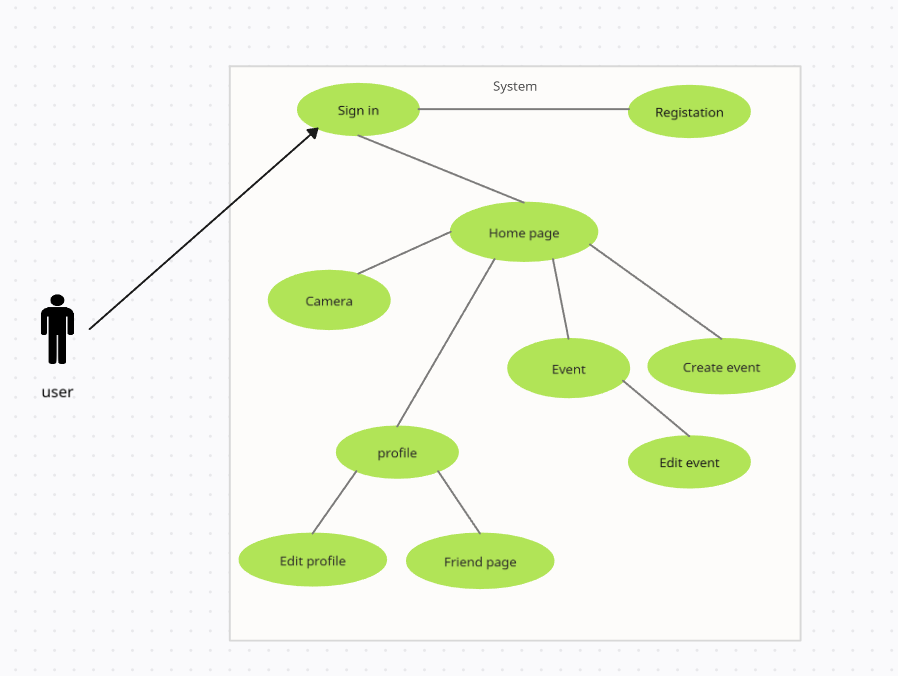 System
Sign in
Registation
Home page
Camera
Event
Create event
user
profile
Edit event
Edit profile
Friend page